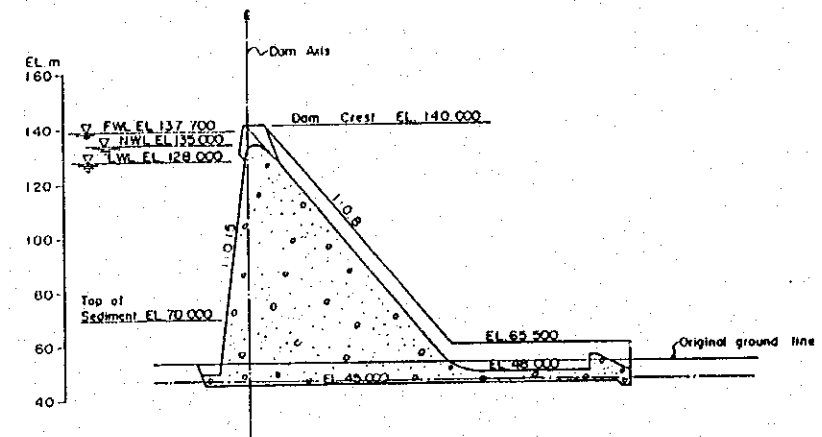 Dam Axis
EL. m
160
140
120
100
80
60
40
FWL EL 137 700
NWL EL 135 000
LWL EL 128.000
Dam Crest EL. 140.000
1:0.15
1:0.8
Top of
Sediment EL 70 000
EL.65 500
Original ground line
EL.48.000
EL.45.000